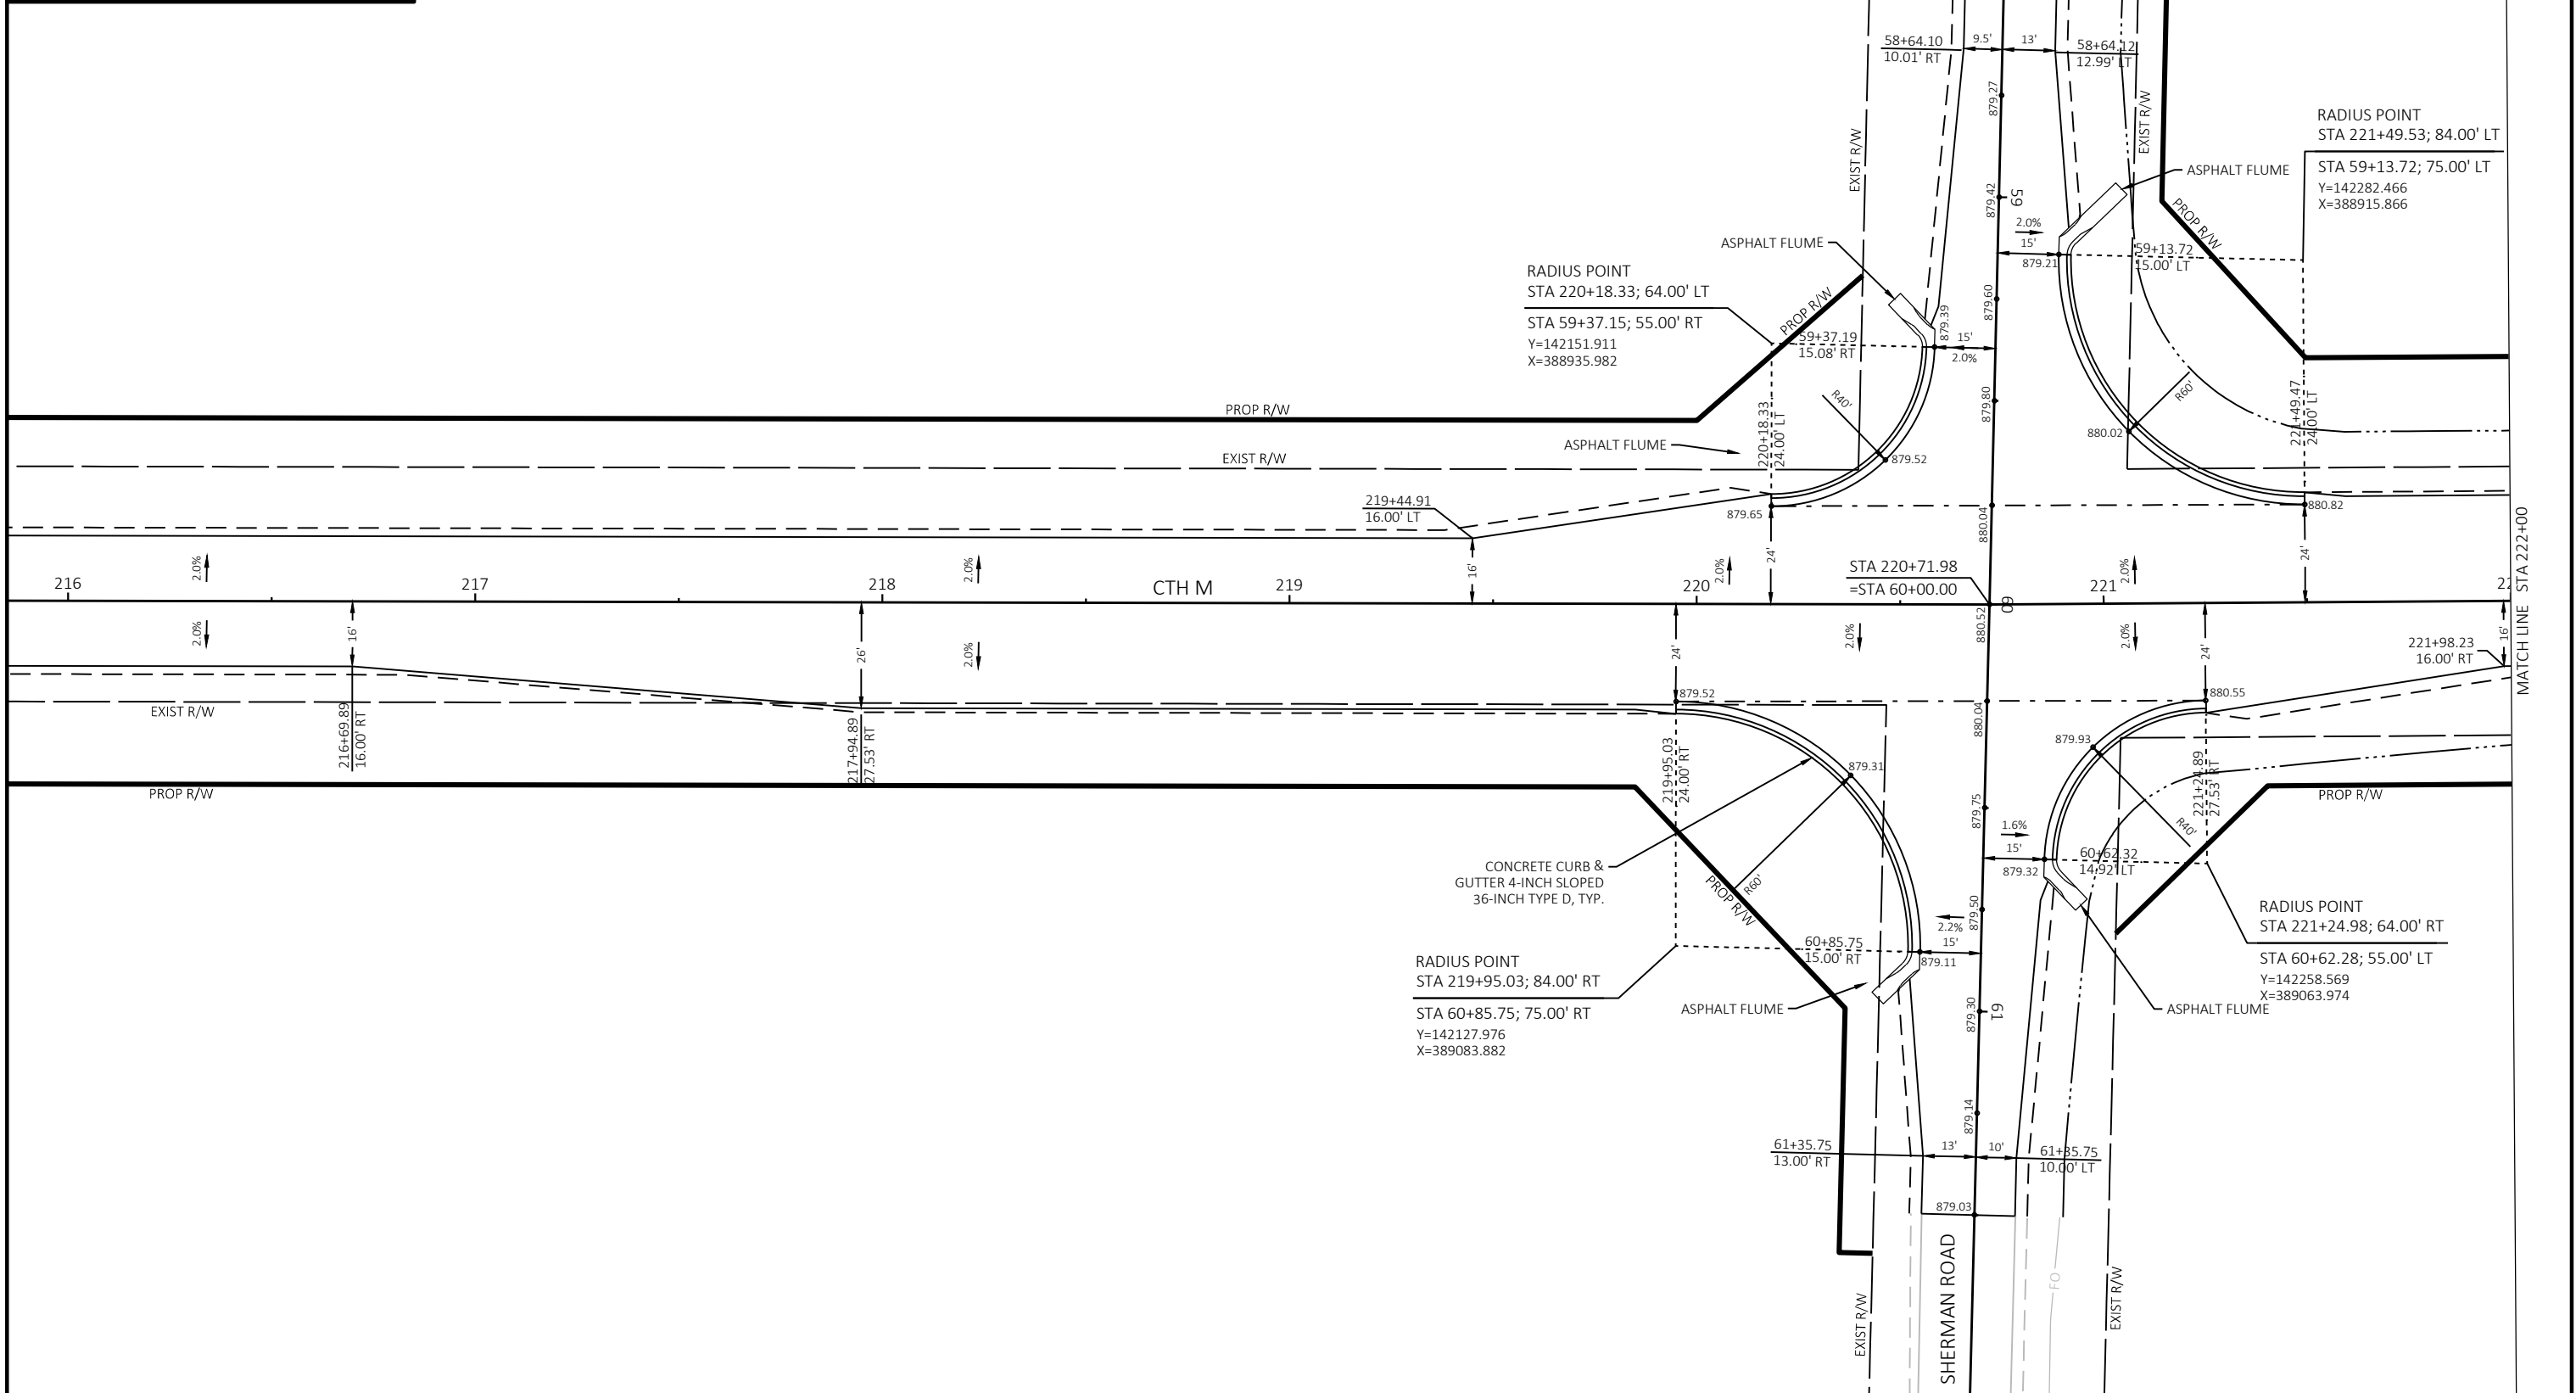 58+64.10
10.01' RT
9.5'
13'
58+64.12
12.99' LT
879.27
EXIST R/W
EXIST R/W
RADIUS POINT
STA 221+49.53; 84.00' LT
STA 59+13.72; 75.00' LT
Y=142282.466
X=388915.866
ASPHALT FLUME
879.42
59
PROP R/W
2.0%
15'
879.21
59+13.72
15.00' LT
ASPHALT FLUME
RADIUS POINT
STA 220+18.33; 64.00' LT
STA 59+37.15; 55.00' RT
Y=142151.911
X=388935.982
PROP R/W
59+37.19
15.08' RT
879.39
15'
2.0%
879.60
879.80
R40'
R60'
PROP R/W
ASPHALT FLUME
EXIST R/W
220+18.33
24.00' LT
879.52
880.02
221+49.47
24.00' LT
219+44.91
16.00' LT
879.65
880.04
880.82
2.0%
2.0%
16'
2.0%
24'
2.0%
24'
216
217
218
CTH M
219
220
STA 220+71.98
=STA 60+00.00
221
22
MATCH LINE  STA 222+00
60
880.52
2.0%
16'
26'
2.0%
24'
2.0%
24'
2.0%
16'
221+98.23
16.00' RT
EXIST R/W
216+69.89
16.00' RT
217+94.89
27.53' RT
879.52
880.04
880.55
PROP R/W
219+95.03
24.00' RT
879.31
879.93
221+24.89
27.53' RT
PROP R/W
879.75
CONCRETE CURB &
GUTTER 4-INCH SLOPED
36-INCH TYPE D, TYP.
R60'
PROP R/W
1.6%
15'
879.32
60+62.32
14.92' LT
R40'
879.50
2.2%
15'
60+85.75
15.00' RT
879.11
RADIUS POINT
STA 221+24.98; 64.00' RT
STA 60+62.28; 55.00' LT
Y=142258.569
X=389063.974
RADIUS POINT
STA 219+95.03; 84.00' RT
STA 60+85.75; 75.00' RT
Y=142127.976
X=389083.882
ASPHALT FLUME
ASPHALT FLUME
879.30
61
879.14
61+35.75
13.00' RT
13'
10'
61+35.75
10.00' LT
879.03
SHERMAN ROAD
FO
EXIST R/W
EXIST R/W